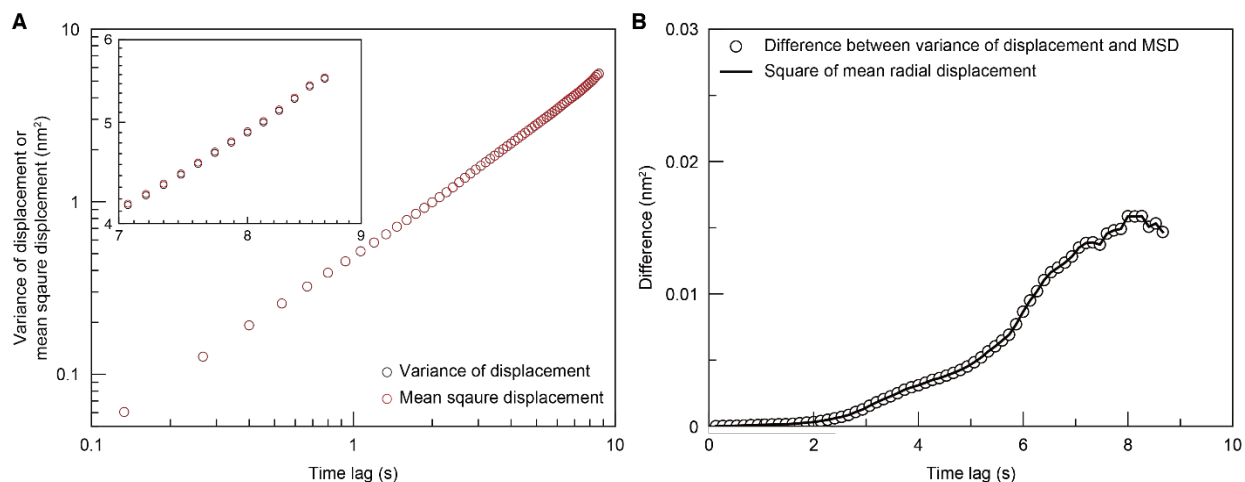 A
Variance of displacement or
mean sqaure displcement (nm²)
10
1
0.1
0.1
1
10
Time lag (s)
6
5
4
7
8
9
Variance of displacement
Mean sqaure displacement
B
Difference (nm²)
0.03
0.02
0.01
0
0
2
4
6
8
10
Time lag (s)
Difference between variance of displacement and MSD
Square of mean radial displacement